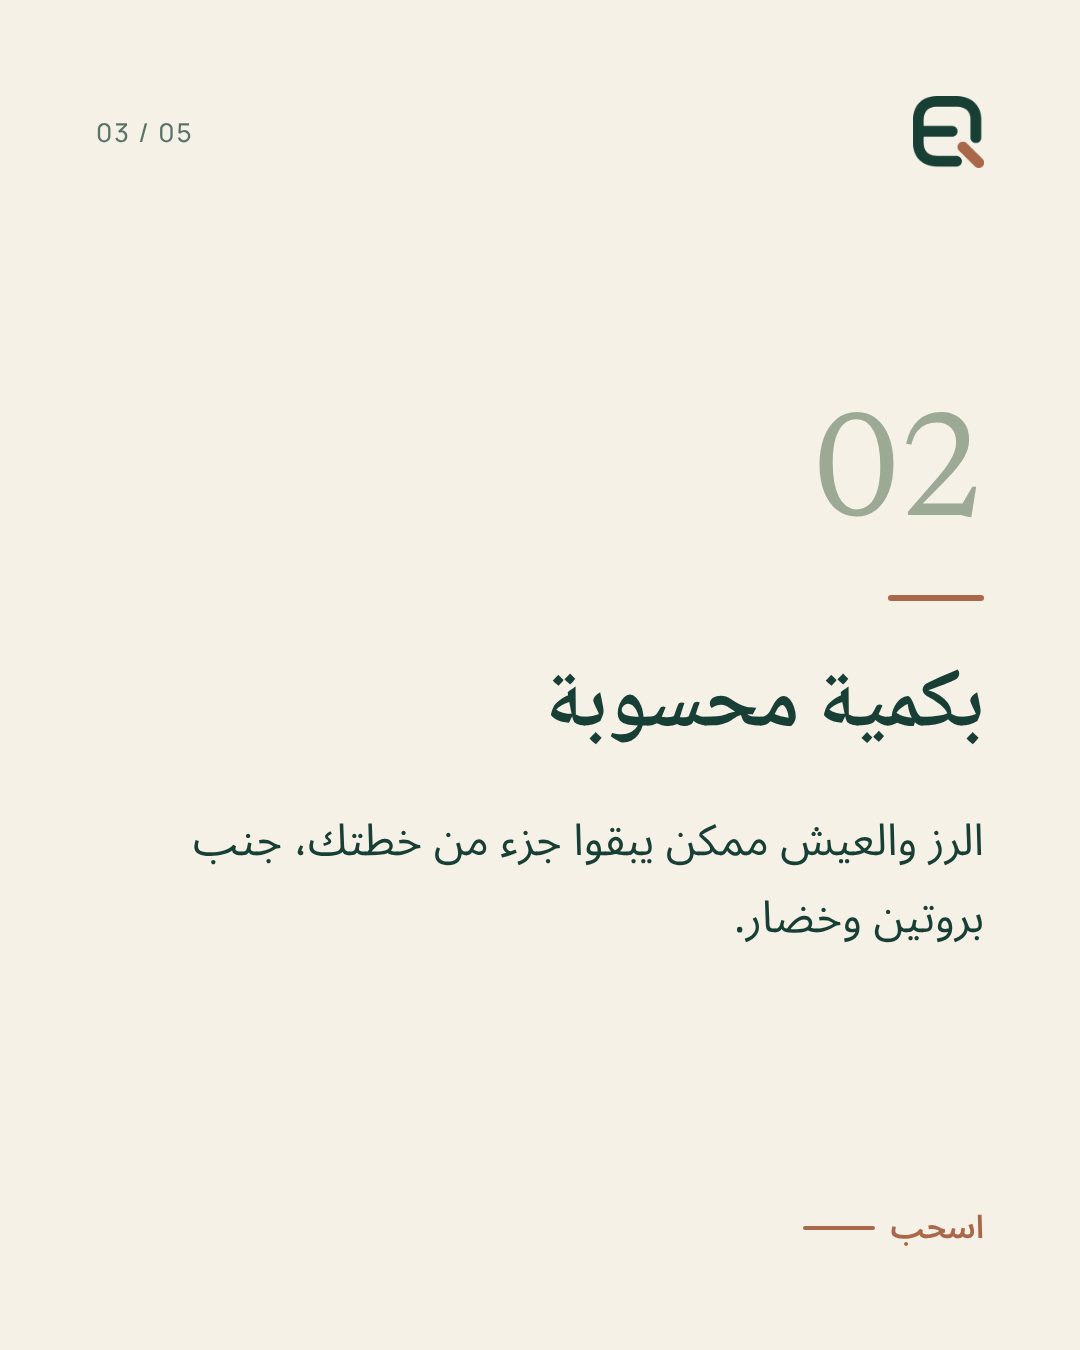 03 / 05
02
بكمية محسوبة
الرز والعيش ممكن يبقوا جزء من خطتك، جنب
بروتين وخضار.
اسحب